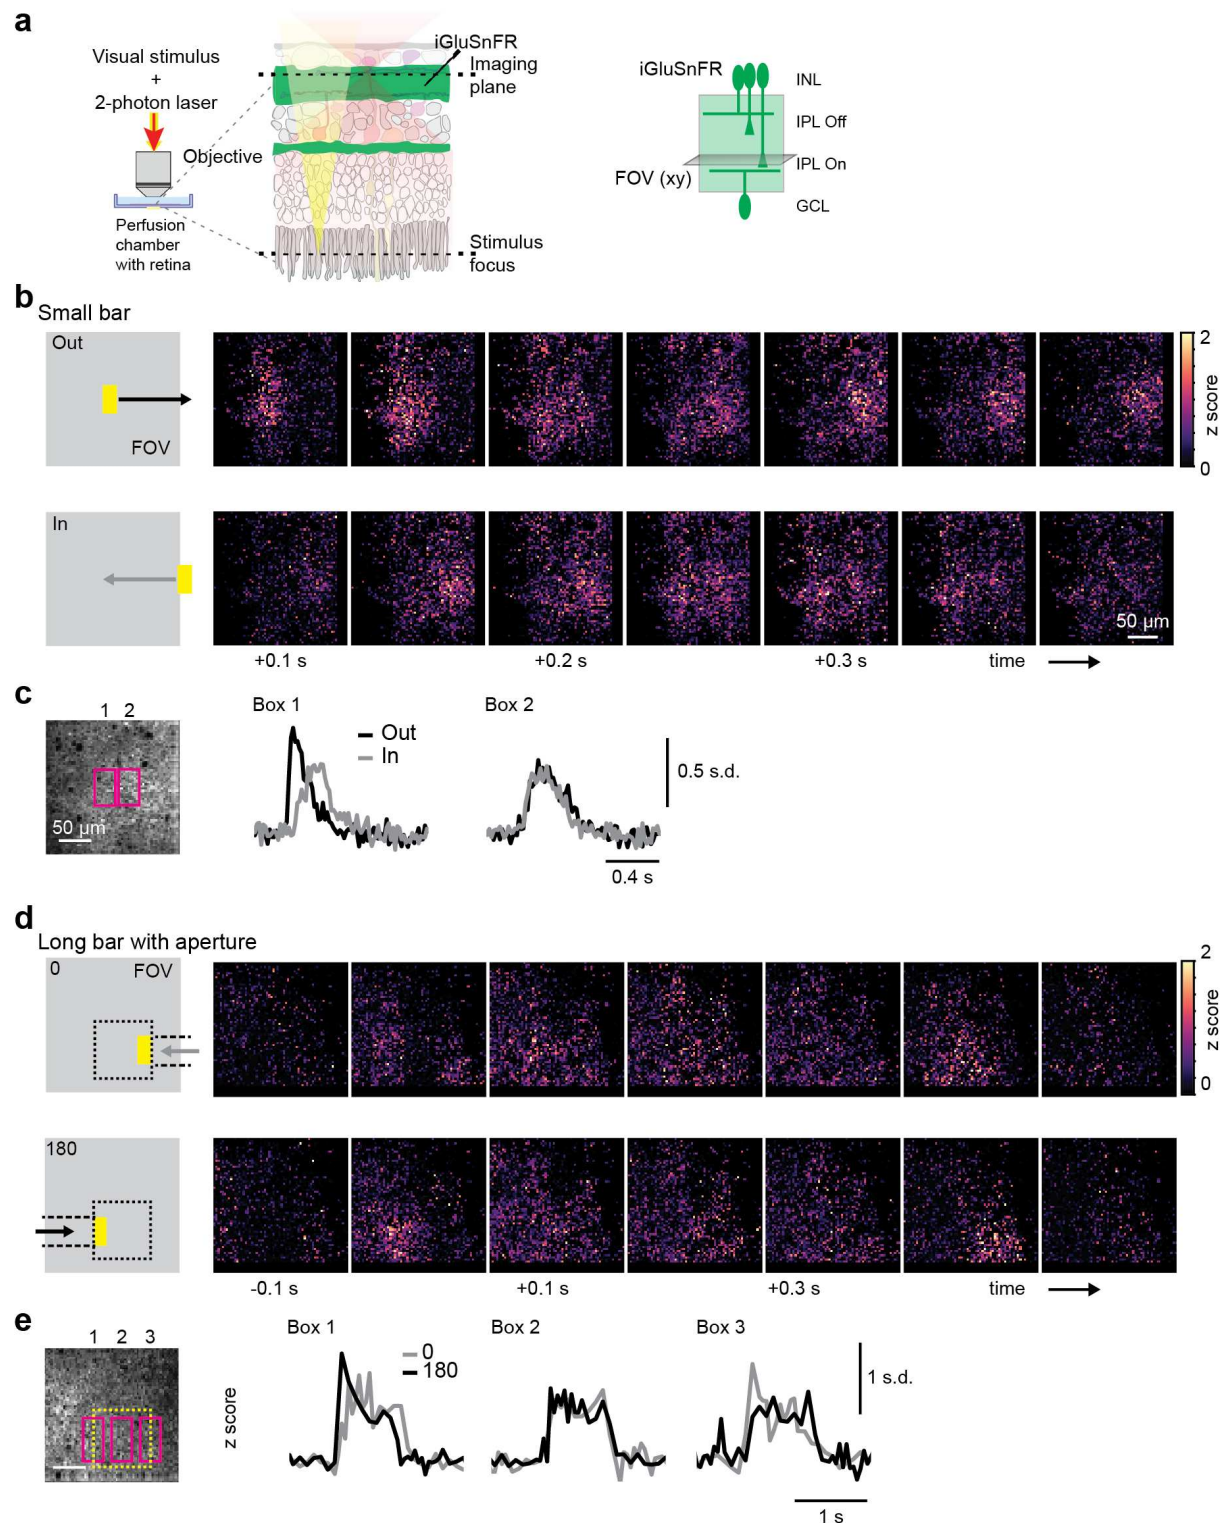 a
Visual stimulus
+
2-photon laser
Objective
Perfusion
chamber
with retina
iGluSnFR
Imaging
plane
Stimulus
focus
iGluSnFR
INL
IPL Off
IPL On
FOV (xy)
GCL
b
Small bar
Out
FOV
2
z score
0
In
50 µm
+0.1 s
+0.2 s
+0.3 s
time
c
1 2
50 µm
Box 1
Out
In
Box 2
0.5 s.d.
0.4 s
d
Long bar with aperture
0
FOV
2
z score
0
180
-0.1 s
+0.1 s
+0.3 s
time
e
1 2 3
z score
Box 1
0
180
Box 2
Box 3
1 s.d.
1 s